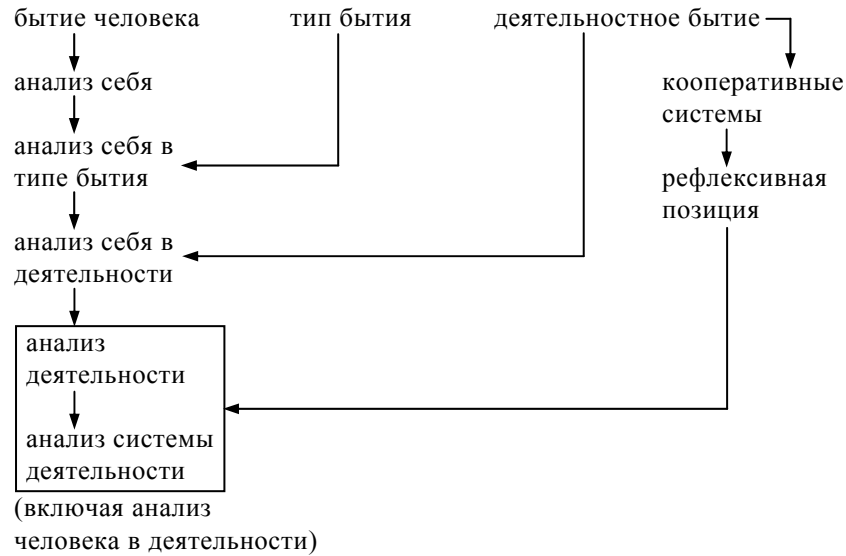 бытие человека
тип бытия
деятельностное бытие
анализ себя
кооперативные
системы
анализ себя в
типе бытия
рефлексивная
позиция
анализ себя в
деятельности
анализ
деятельности
анализ системы
деятельности
(включая анализ
человека в деятельности)